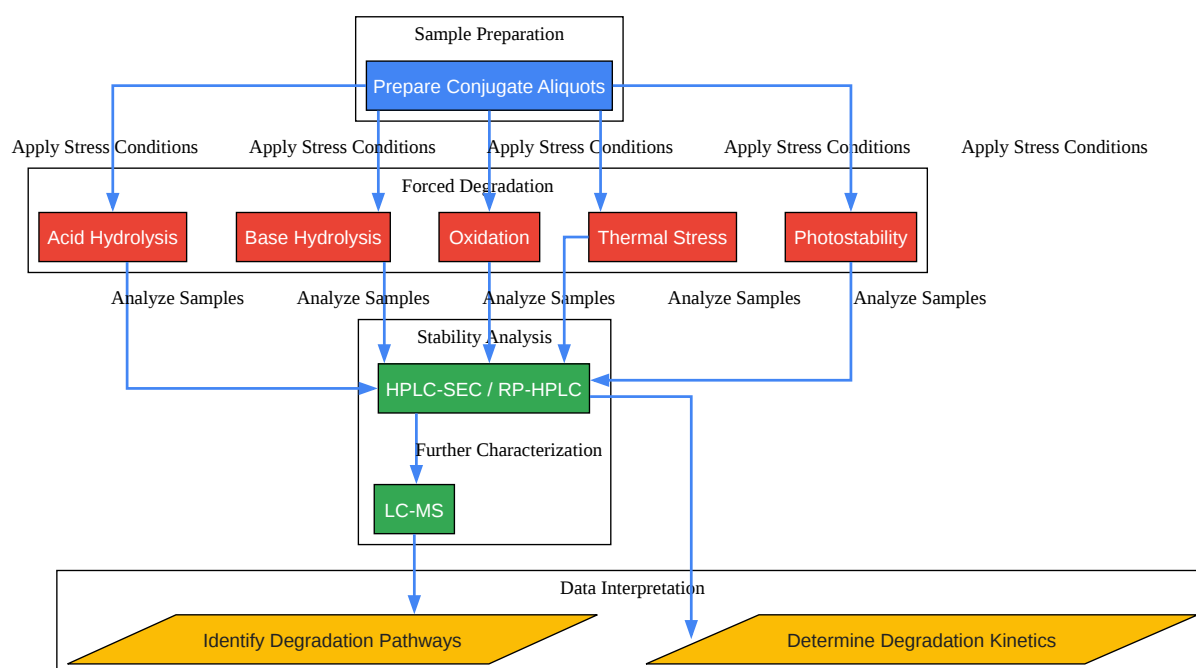 Sample Preparation
Prepare Conjugate Aliquots
Apply Stress Conditions
Apply Stress Conditions
Apply Stress Conditions
Apply Stress Conditions
Apply Stress Conditions
Forced Degradation
Acid Hydrolysis
Base Hydrolysis
Oxidation
Thermal Stress
Photostability
Analyze Samples
Analyze Samples
Analyze Samples
Analyze Samples
Analyze Samples
Stability Analysis
HPLC-SEC / RP-HPLC
Further Characterization
LC-MS
Data Interpretation
Identify Degradation Pathways
Determine Degradation Kinetics